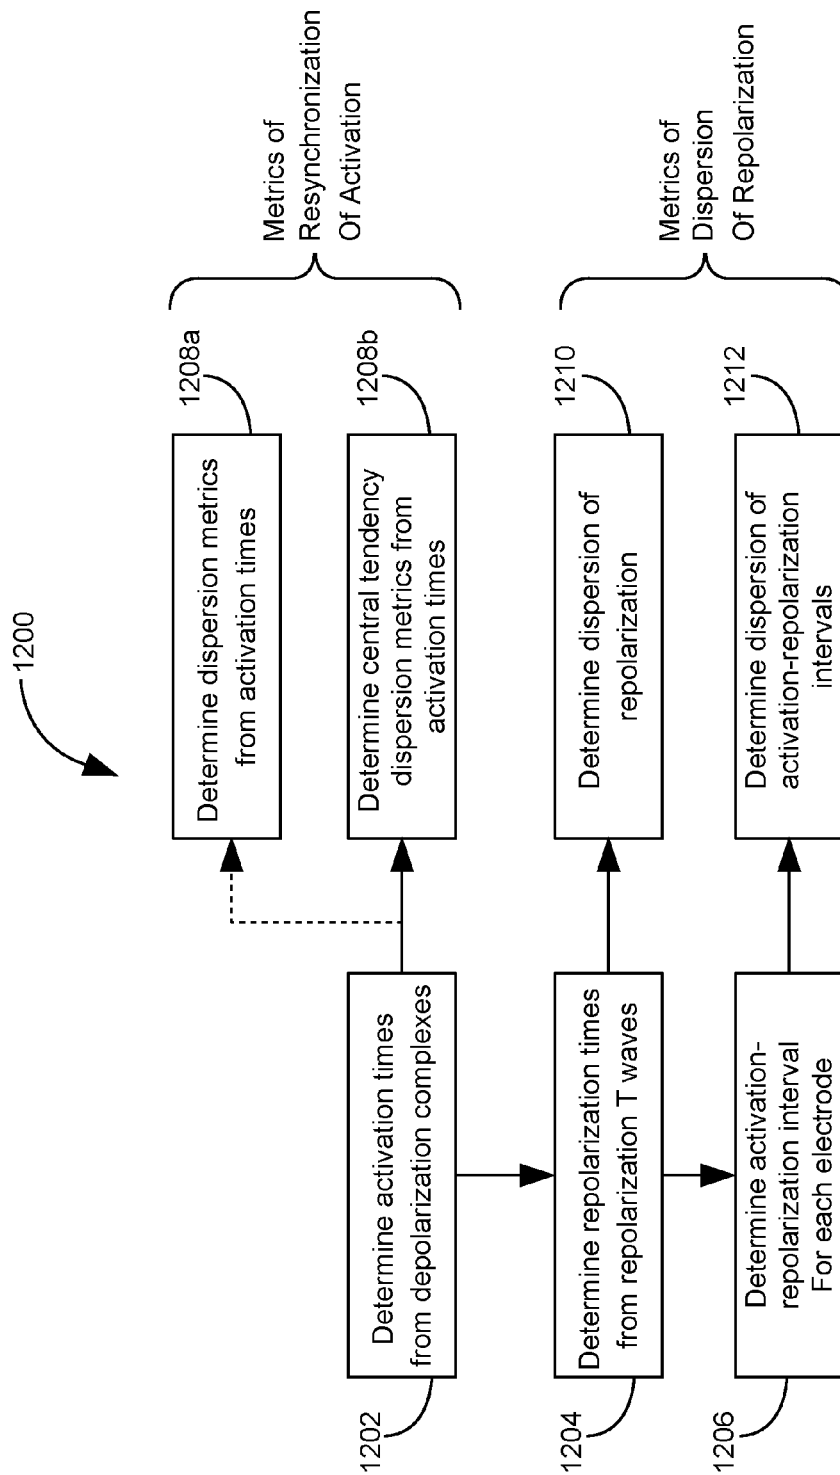 1200
1208a
Determine dispersion metrics
from activation times
Metrics of
Resynchronization
Of Activation
1202
Determine activation times
from depolarization complexes
1208b
Determine central tendency
dispersion metrics from
activation times
1204
Determine repolarization times
from repolarization T waves
1210
Determine dispersion of
repolarization
Metrics of
Dispersion
Of Repolarization
1206
Determine activation-
repolarization interval
For each electrode
1212
Determine dispersion of
activation-repolarization
intervals